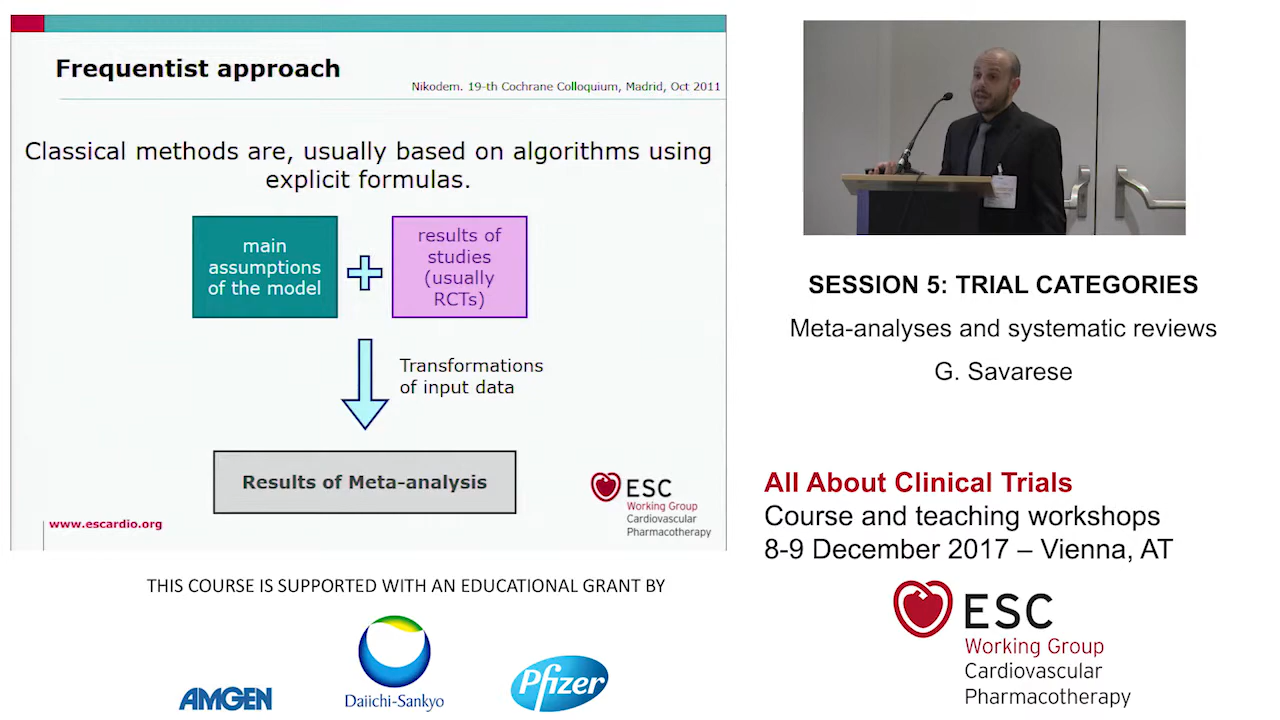 Frequentist approach
Nikodem. 19-th Cochrane Colloquium, Madrid, Oct 2011
Classical methods are, usually based on algorithms using
explicit formulas.
main
assumptions
of the model
results of
studies
(usually
RCTs)
Transformations
of input data
Results of Meta-analysis
www.escardio.org
ESC
Working Group
Cardiovascular
Pharmacotherapy
SESSION 5: TRIAL CATEGORIES
Meta-analyses and systematic reviews
G. Savarese
All About Clinical Trials
Course and teaching workshops
8-9 December 2017 – Vienna, AT
ESC
Working Group
Cardiovascular
Pharmacotherapy
THIS COURSE IS SUPPORTED WITH AN EDUCATIONAL GRANT BY
AMGEN
Daiichi-Sankyo
Pfizer